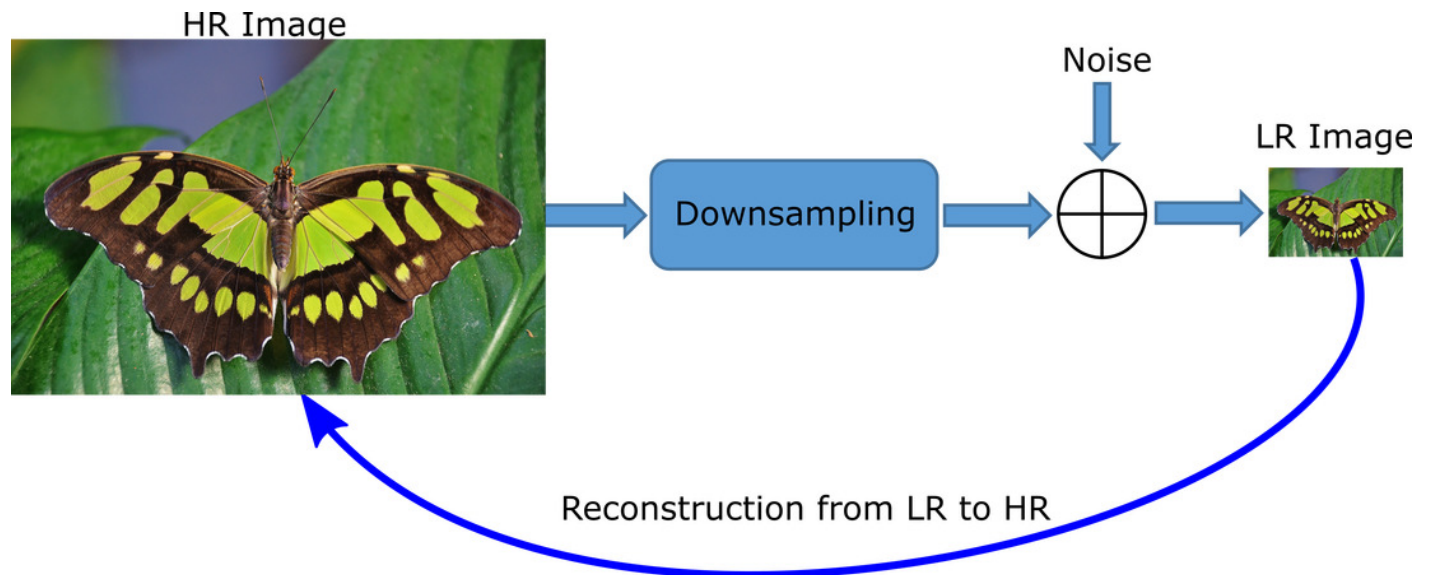 HR Image
Noise
LR Image
Downsampling
Reconstruction from LR to HR